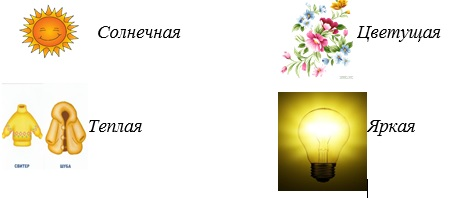 Солнечная
Цветущая
Теплая
Яркая
СВИТЕР
ШУБА